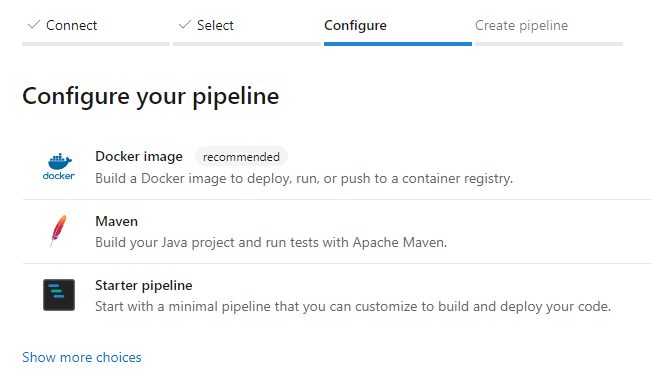 Connect Select Configure Create pipeline
Configure your pipeline
Docker image recommended
docker
Build a Docker image to deploy, run, or push to a container registry.
Maven
Build your Java project and run tests with Apache Maven.
Starter pipeline
Start with a minimal pipeline that you can customize to build and deploy your code.
Show more choices